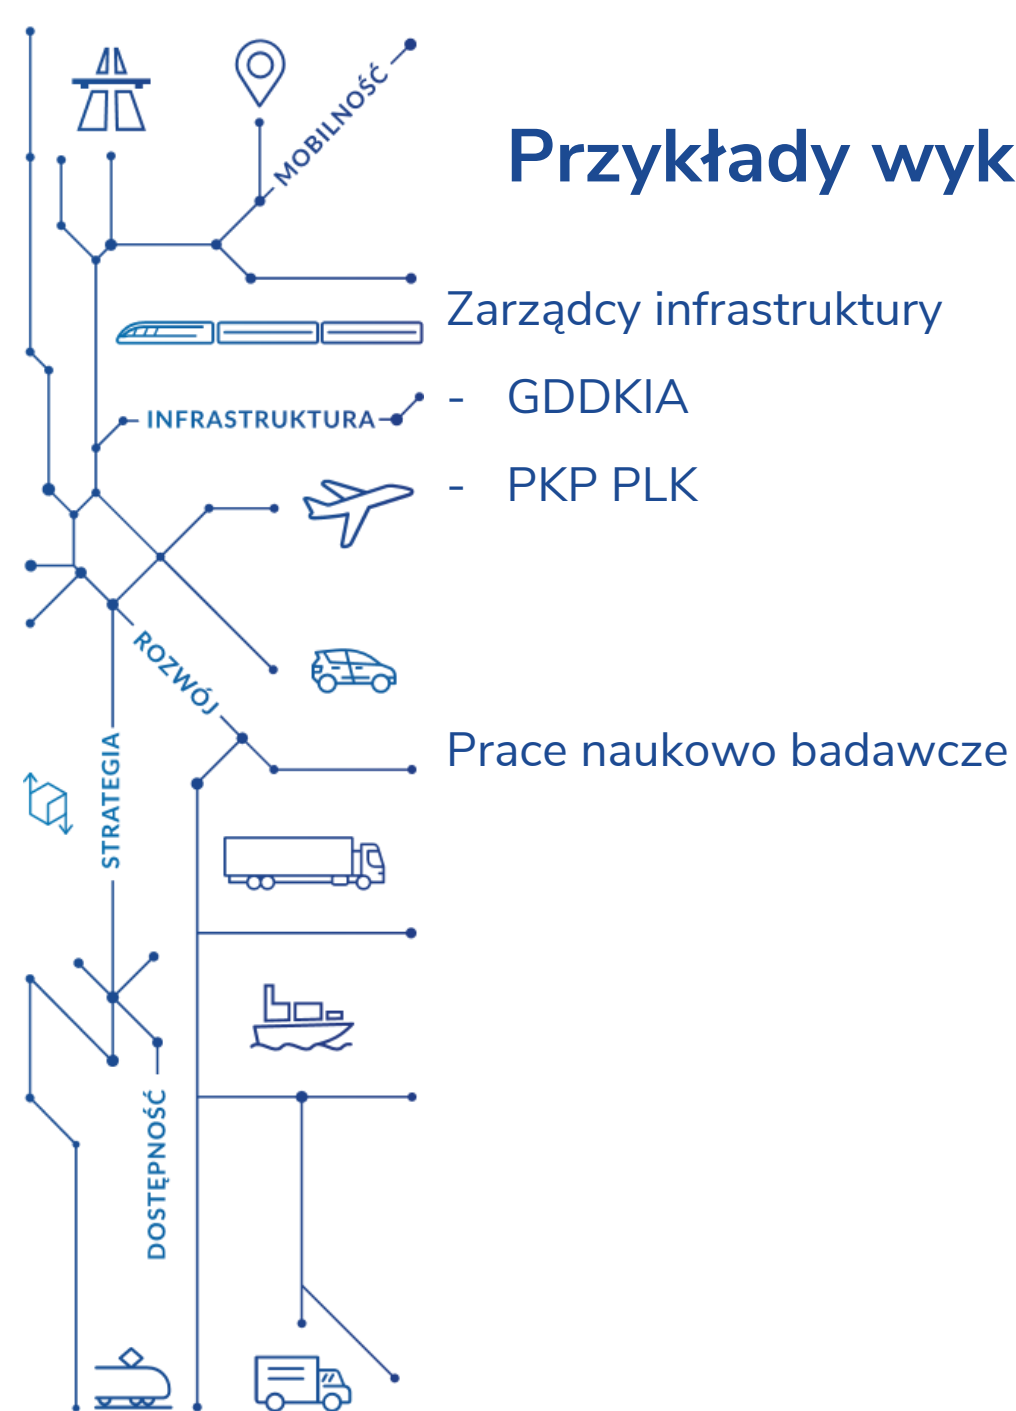 MOBILNOŚĆ
INFRASTRUKTURA
ROZWÓJ
STRATEGIA
DOSTĘPNOŚĆ
Przykłady wyk
Zarządcy infrastruktury
- GDDKIA
- PKP PLK
Prace naukowo badawcze